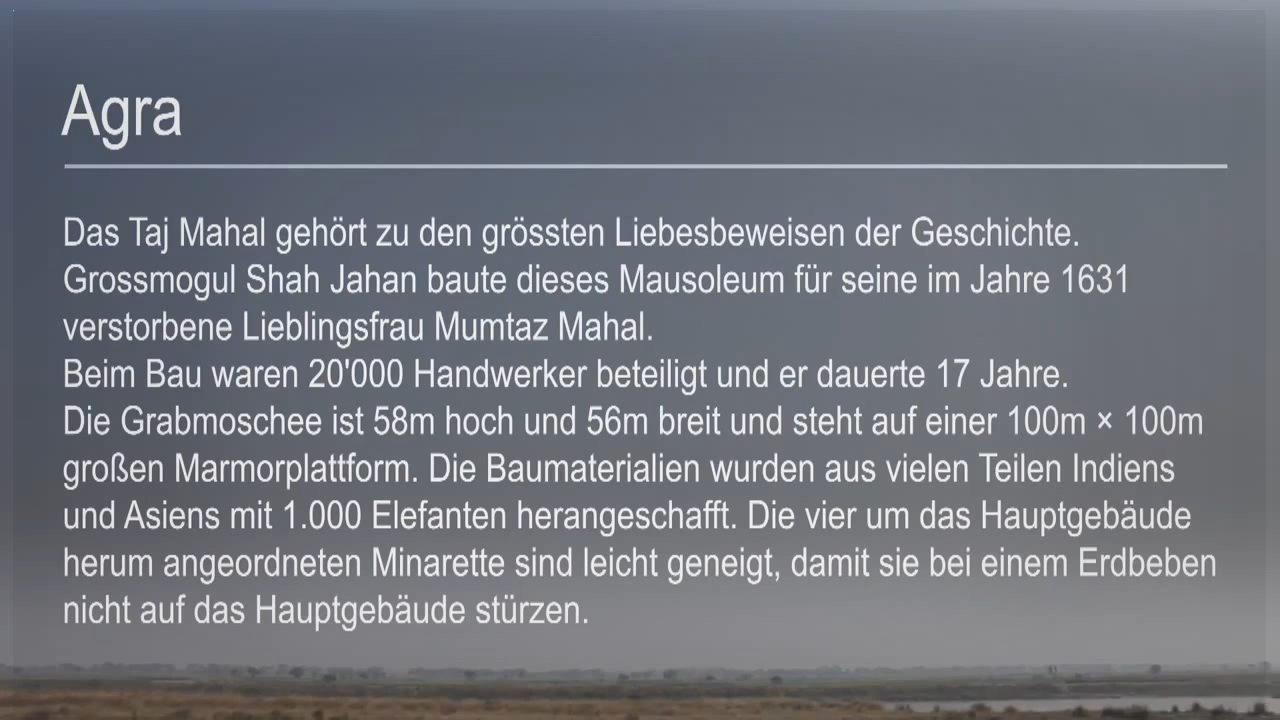 Agra
Das Taj Mahal gehört zu den grössten Liebesbeweisen der Geschichte.
Grossmogul Shah Jahan baute dieses Mausoleum für seine im Jahre 1631
verstorbene Lieblingsfrau Mumtaz Mahal.
Beim Bau waren 20'000 Handwerker beteiligt und er dauerte 17 Jahre.
Die Grabmoschee ist 58m hoch und 56m breit und steht auf einer 100m × 100m
großen Marmorplattform. Die Baumaterialien wurden aus vielen Teilen Indiens
und Asiens mit 1.000 Elefanten herangeschafft. Die vier um das Hauptgebäude
herum angeordneten Minarette sind leicht geneigt, damit sie bei einem Erdbeben
nicht auf das Hauptgebäude stürzen.